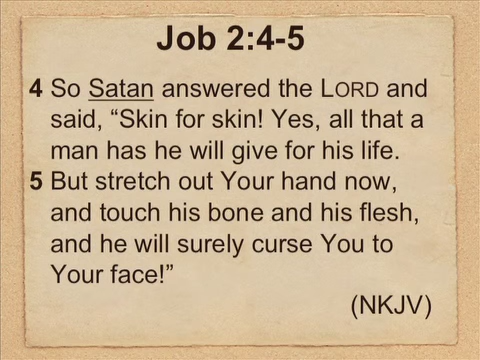 Job 2:4-5
4 So Satan answered the LORD and
said, “Skin for skin! Yes, all that a
man has he will give for his life.
5 But stretch out Your hand now,
and touch his bone and his flesh,
and he will surely curse You to
Your face!”
(NKJV)